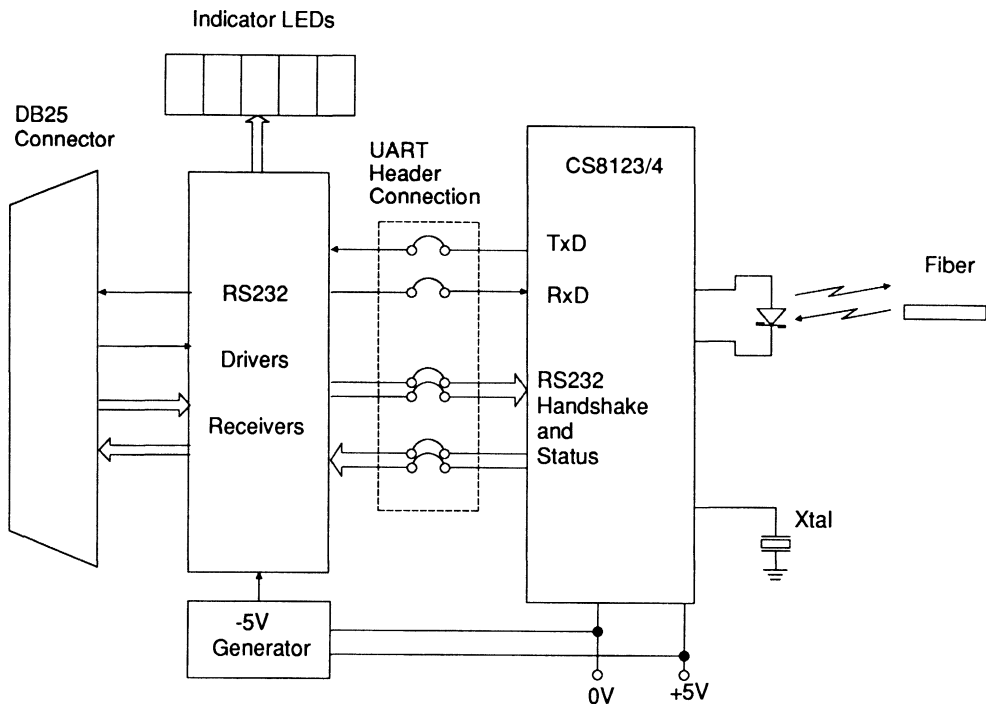 Indicator LEDs
DB25
Connector
UART
Header
Connection
CS8123/4
TxD
RxD
RS232
Handshake
and
Status
RS232
Drivers
Receivers
Fiber
Xtal
-5V
Generator
0V
+5V